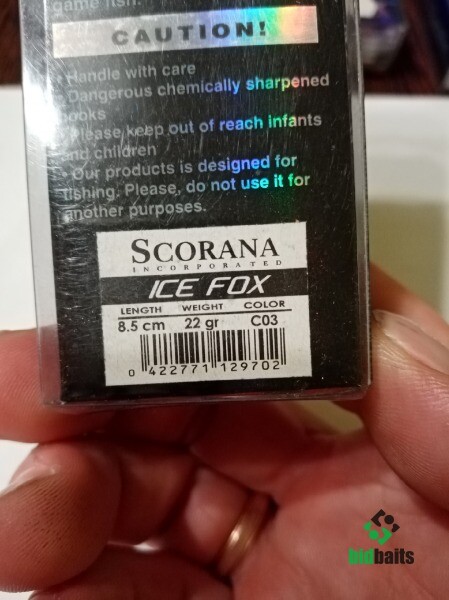 game fish.
CAUTION!
• Handle with care
Dangerous chemically sharpened
hooks
• Please keep out of reach infants
and children
• Our products is designed for
fishing. Please, do not use it for
another purposes.
SCORANA
INCORPORATED
ICE FOX
LENGTH WEIGHT COLOR
8.5 cm 22 gr C03
0 422771 129702
bidbaits